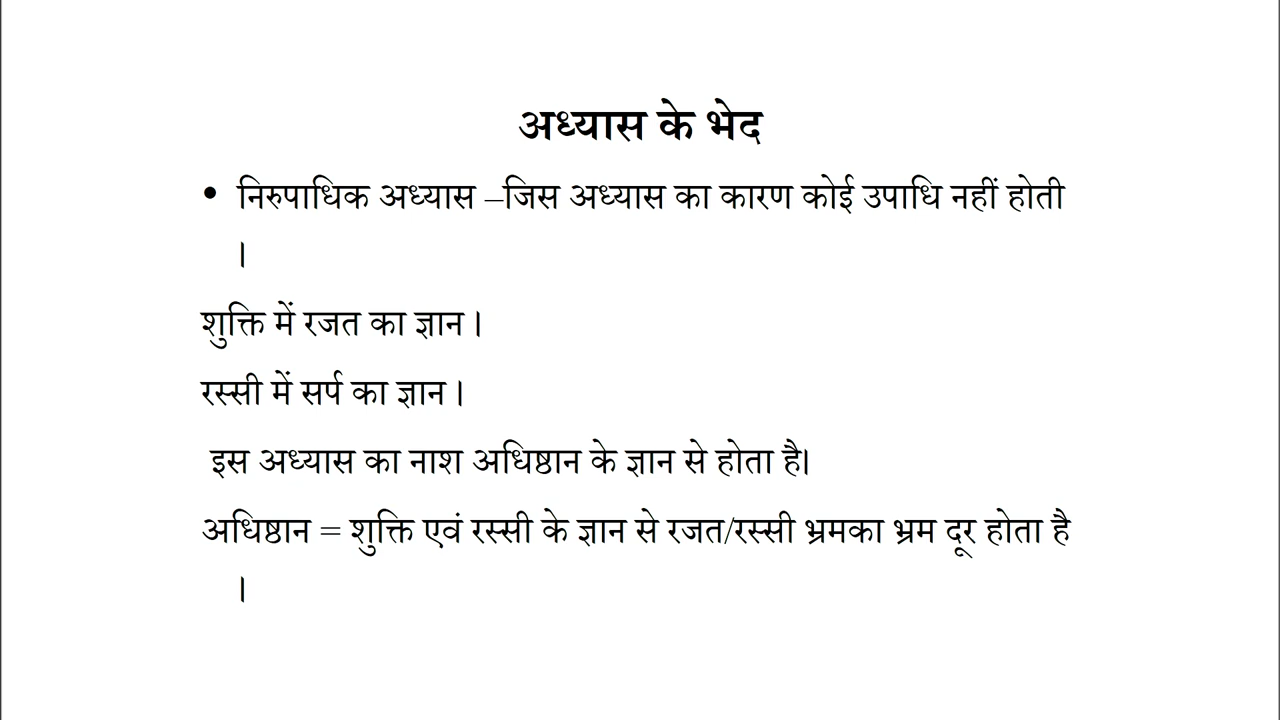 अध्यास के भेद
• निरुपाधिक अध्यास –जिस अध्यास का कारण कोई उपाधि नहीं होती
।
शुक्ति में रजत का ज्ञान ।
रस्सी में सर्प का ज्ञान ।
इस अध्यास का नाश अधिष्ठान के ज्ञान से होता है।
अधिष्ठान = शुक्ति एवं रस्सी के ज्ञान से रजत/रस्सी भ्रमका भ्रम दूर होता है
।